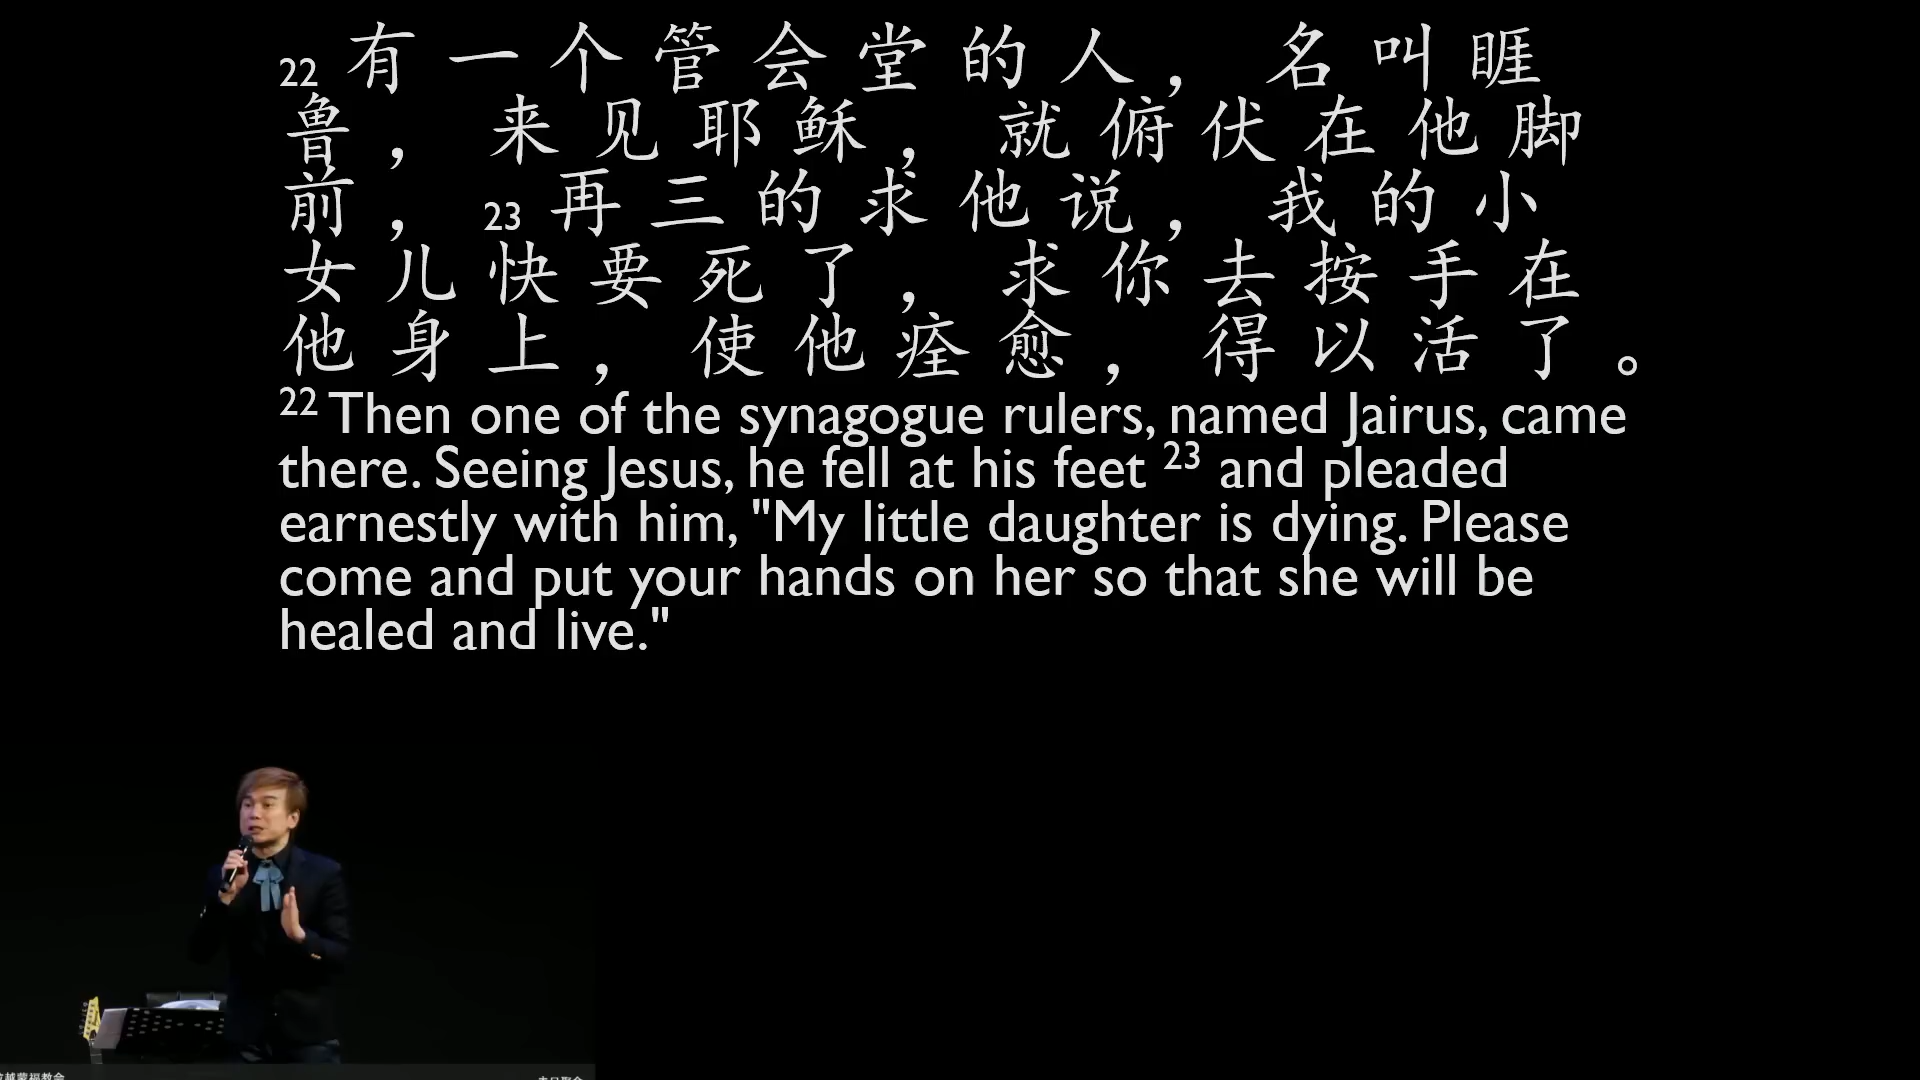 22 有一个管会堂的人，名叫睚
鲁，来见耶稣，就俯伏在他脚
前，23 再三的求他说，我的小
女儿快要死了，求你去按手在
他身上，使他痊愈，得以活了。
22 Then one of the synagogue rulers, named Jairus, came
there. Seeing Jesus, he fell at his feet 23 and pleaded
earnestly with him, "My little daughter is dying. Please
come and put your hands on her so that she will be
healed and live."